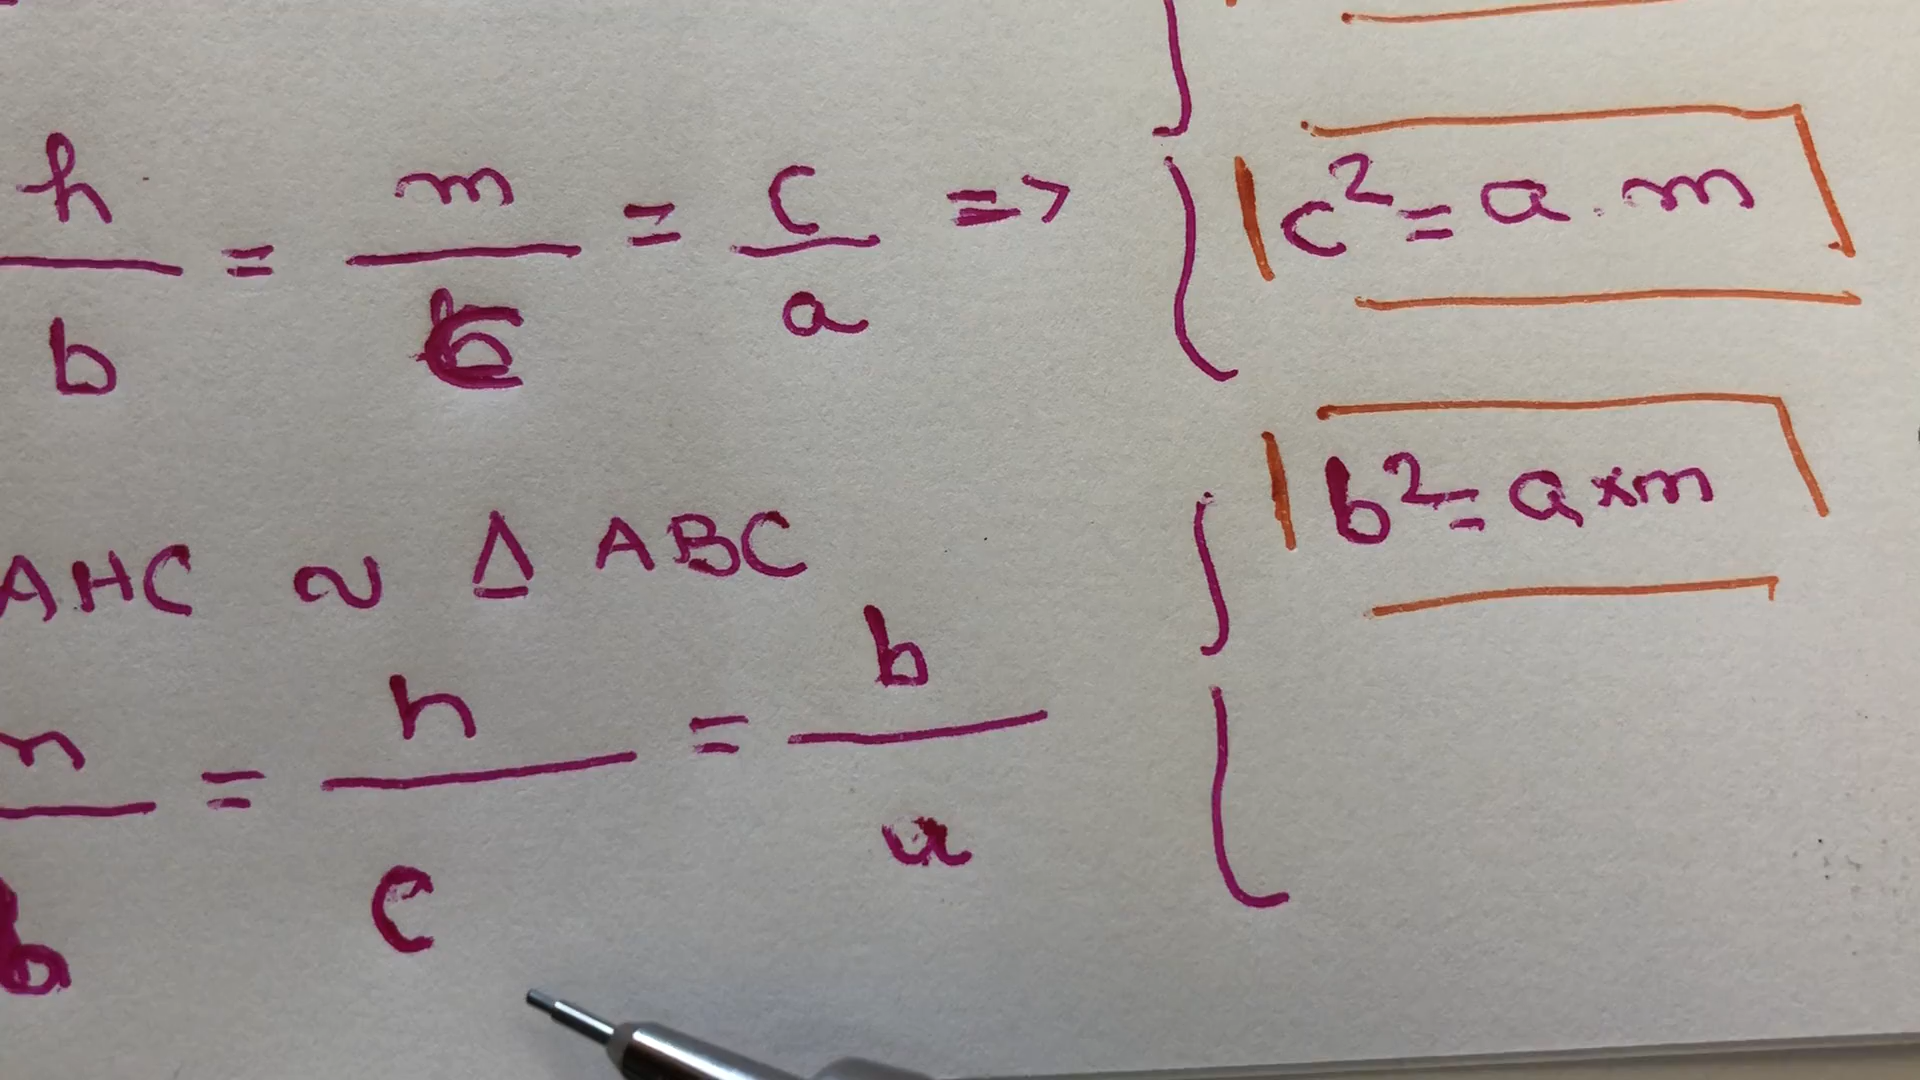 h/b = m/c = c/a => { c² = a . m
AHC ~ Δ ABC { b² = a × m
n/b = h/c = b/a